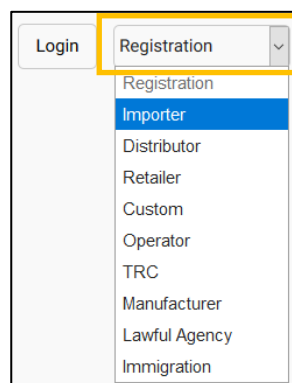 Login Registration
Registration
Importer
Distributor
Retailer
Custom
Operator
TRC
Manufacturer
Lawful Agency
Immigration